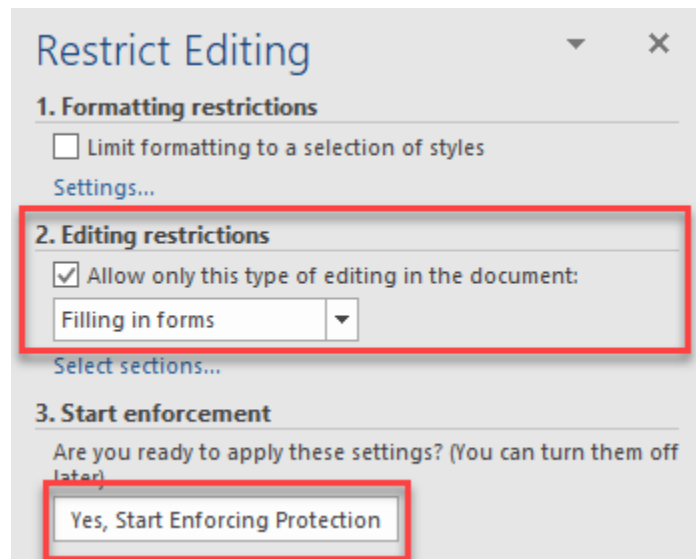 Restrict Editing
1. Formatting restrictions
Limit formatting to a selection of styles
Settings...
2. Editing restrictions
Allow only this type of editing in the document:
Filling in forms
Select sections...
3. Start enforcement
Are you ready to apply these settings? (You can turn them off
later)
Yes, Start Enforcing Protection